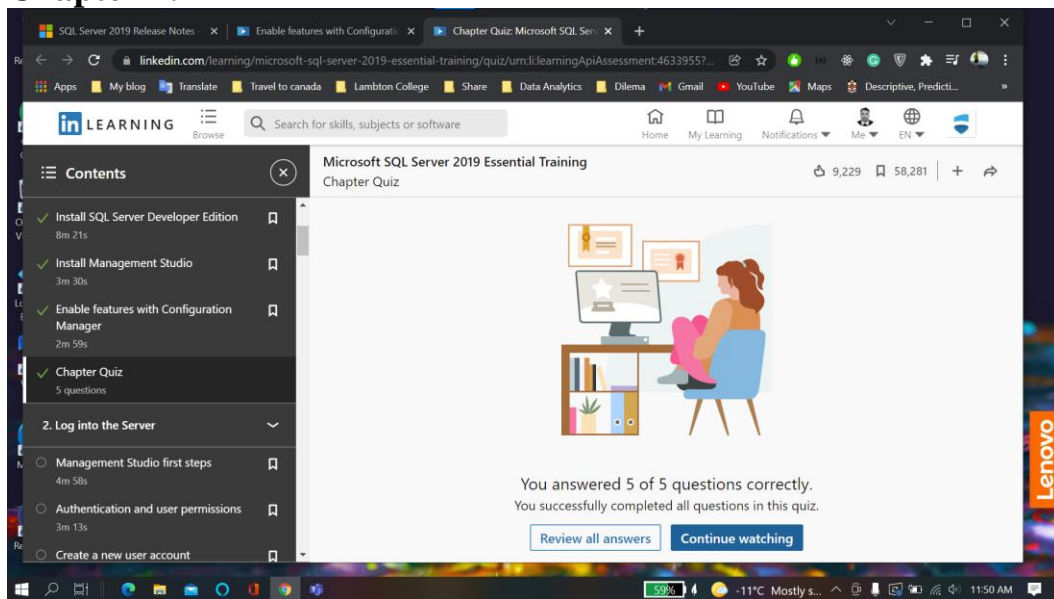 SQL Server 2019 Release Notes -
Enable features with Configuratio
Chapter Quiz: Microsoft SQL Serv
linkedin.com/learning/microsoft-sql-server-2019-essential-training/quiz/urn:li:learningApiAssessment:4633955?...
Apps
My blog
Translate
Travel to canada
Lambton College
Share
Data Analytics
Dilema
Gmail
YouTube
Maps
Descriptive, Predicti...
»
in LEARNING
Browse
Search for skills, subjects or software
Home
My Learning
Notifications
Me
EN
Contents
Microsoft SQL Server 2019 Essential Training
Chapter Quiz
9,229
58,281
Install SQL Server Developer Edition
8m 21s
Install Management Studio
3m 30s
Enable features with Configuration
Manager
2m 59s
Chapter Quiz
5 questions
2. Log into the Server
Management Studio first steps
4m 58s
Authentication and user permissions
3m 13s
Create a new user account
You answered 5 of 5 questions correctly.
You successfully completed all questions in this quiz.
Review all answers
Continue watching
Lenovo
59%
-11°C Mostly s...
11:50 AM